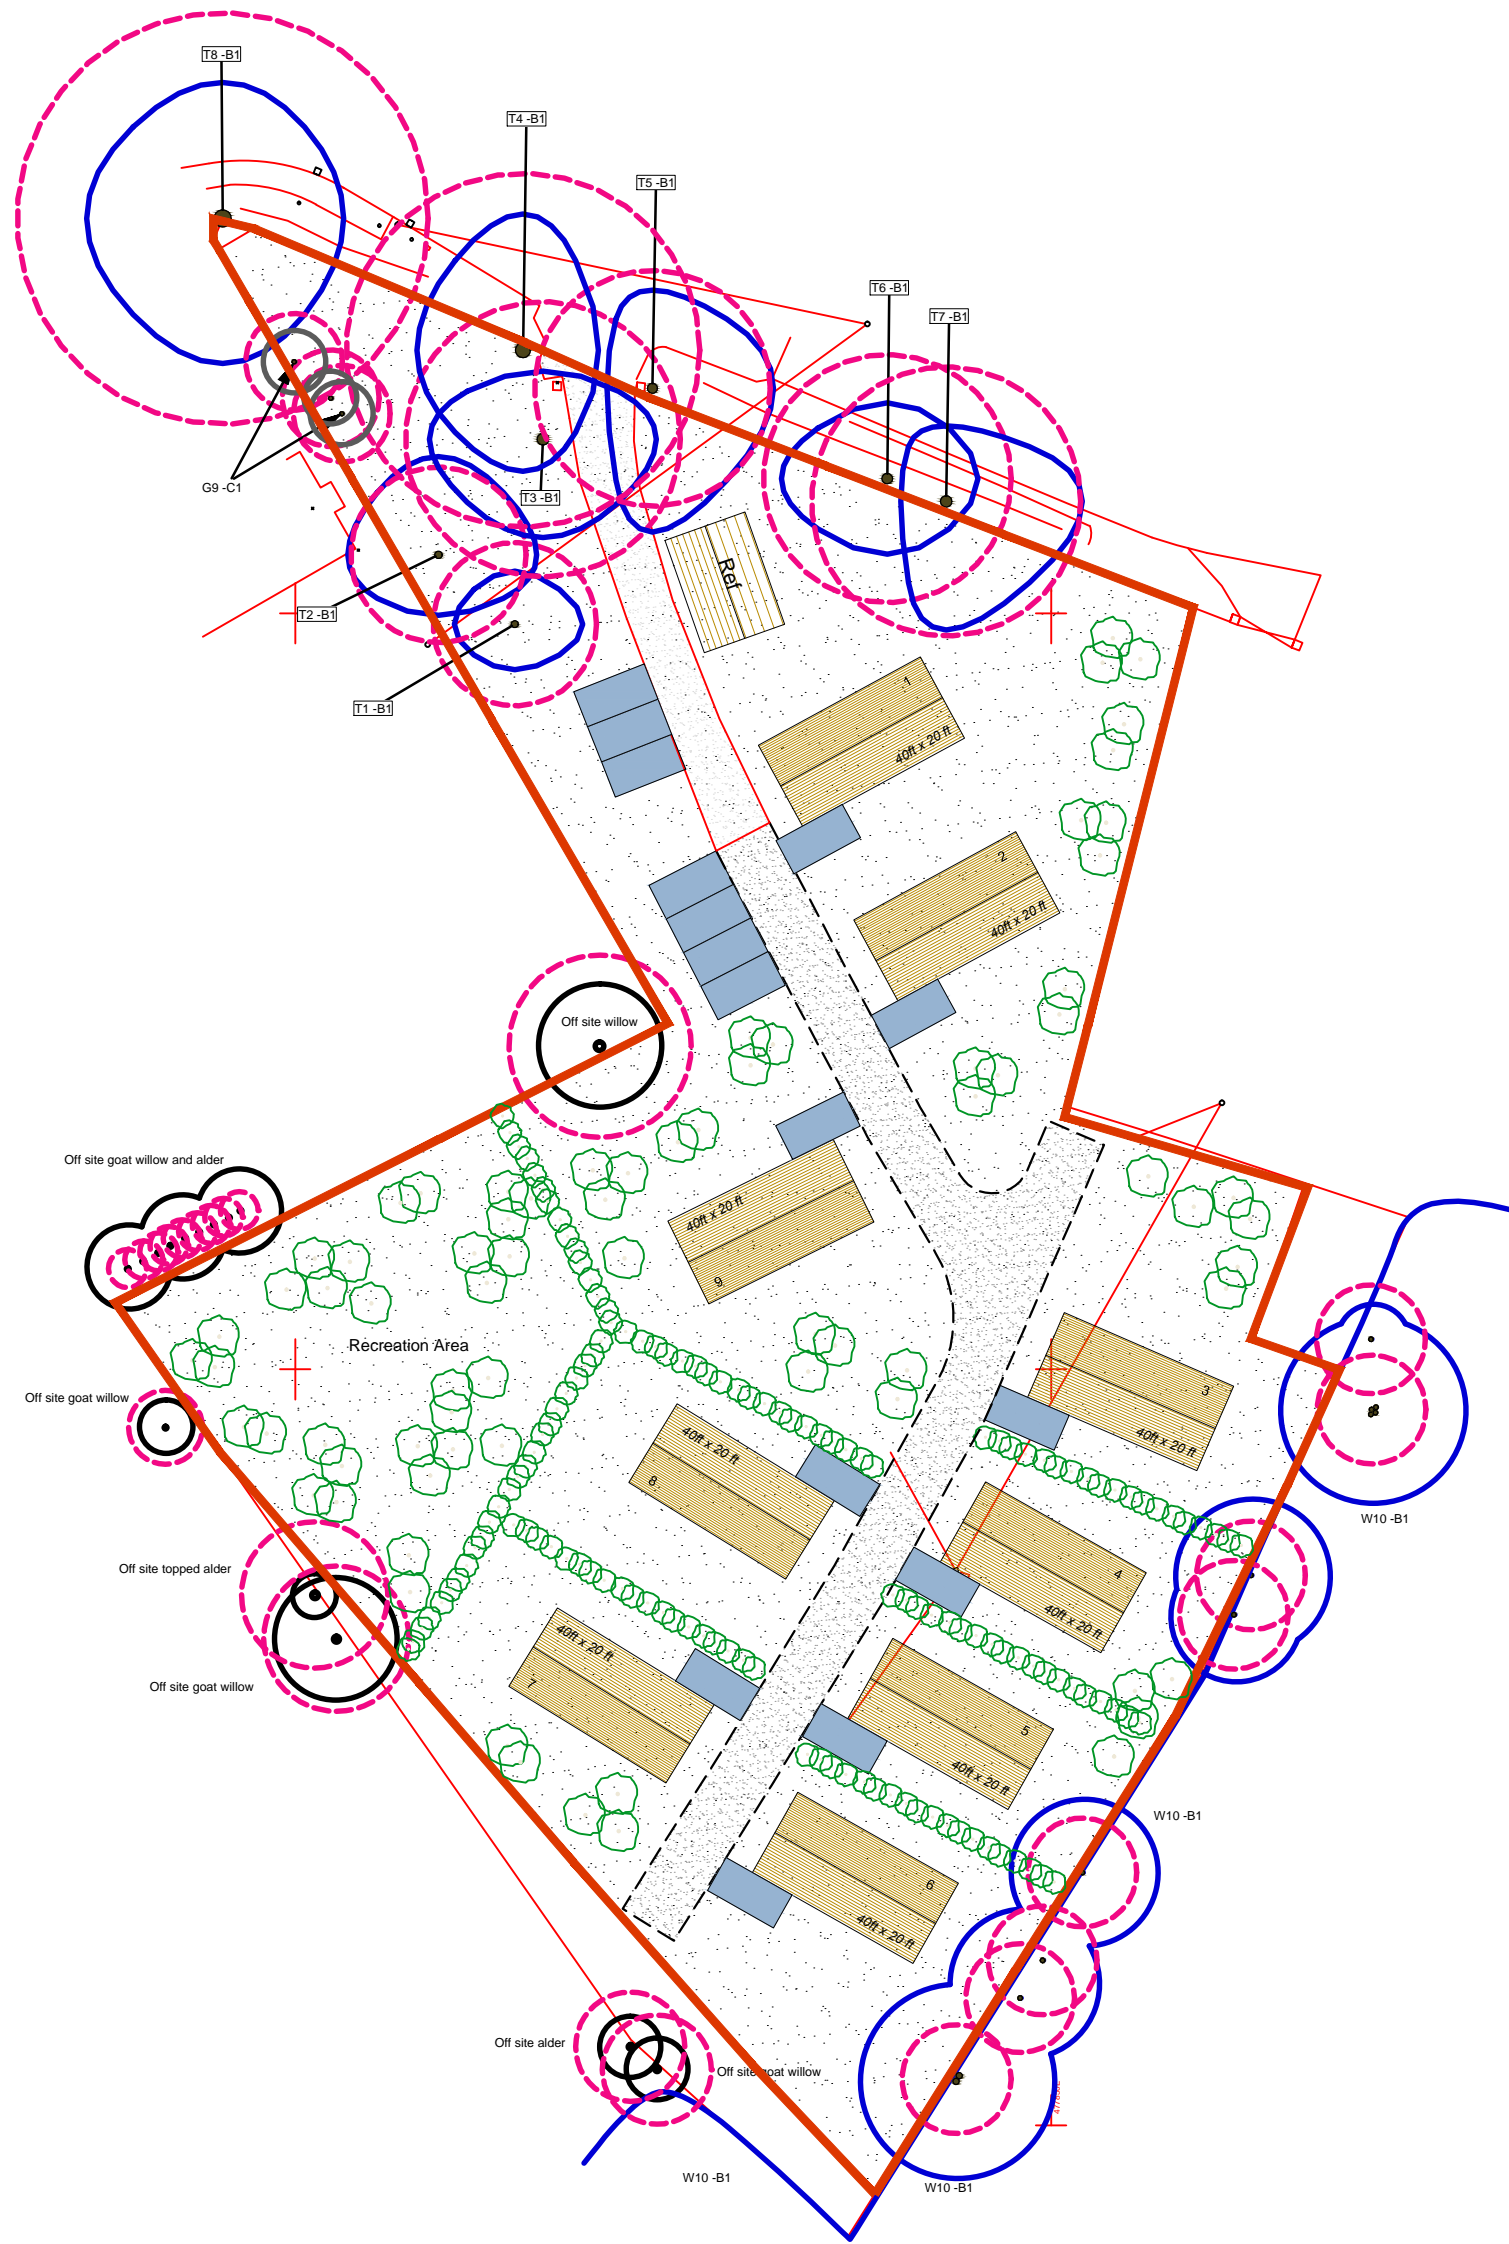 T8 -B1
T4 -B1
T5 -B1
T6 -B1
T7 -B1
G9 -C1
T3 -B1
Ref
T2 -B1
T1 -B1
1
40ft x 20 ft
2
40ft x 20 ft
Off site willow
Off site goat willow and alder
40ft x 20 ft
9
Recreation Area
3
40ft x 20 ft
Off site goat willow
40ft x 20 ft
8
W10 -B1
Off site topped alder
4
40ft x 20 ft
Off site goat willow
40ft x 20 ft
7
5
40ft x 20 ft
W10 -B1
6
40ft x 20 ft
Off site alder
Off site goat willow
W10 -B1
W10 -B1